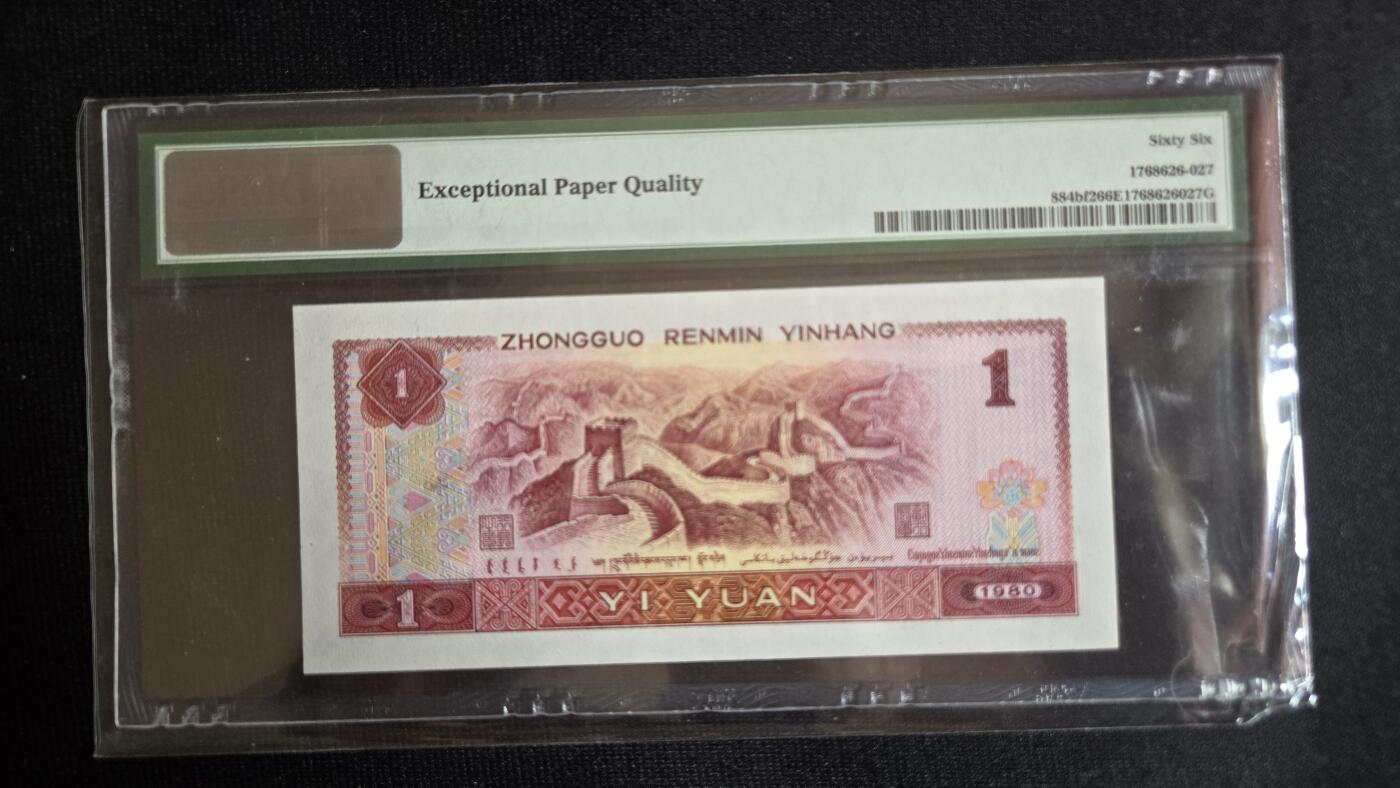 Sixty Six
Exceptional Paper Quality
1768626-027
884bf266E1768626027G
ZHONGGUO RENMIN YINHANG
1
1
1
YI YUAN
1980